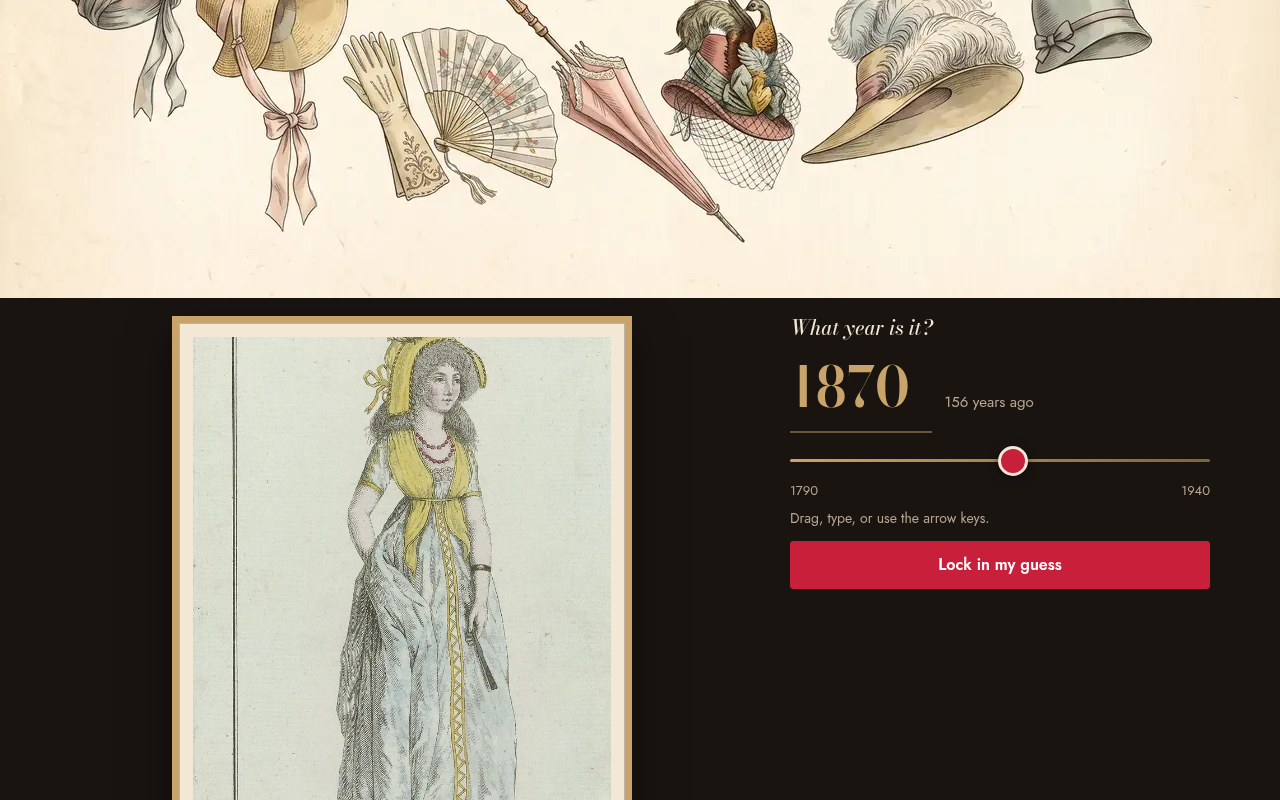 What year is it?
1870
156 years ago
1790
1940
Drag, type, or use the arrow keys.
Lock in my guess